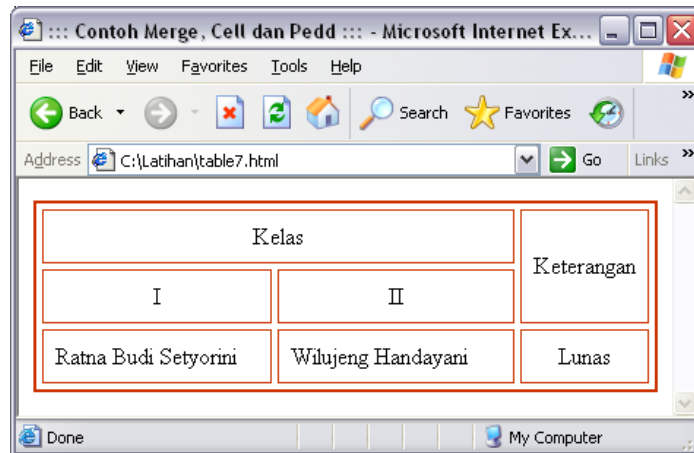 ::: Contoh Merge, Cell dan Pedd ::: - Microsoft Internet Ex...
File Edit View Favorites Tools Help
Back Search Favorites »
Address C:\Latihan\table7.html Go Links »
Kelas Keterangan
I II
Ratna Budi Setyorini Wilujeng Handayani Lunas
Done My Computer